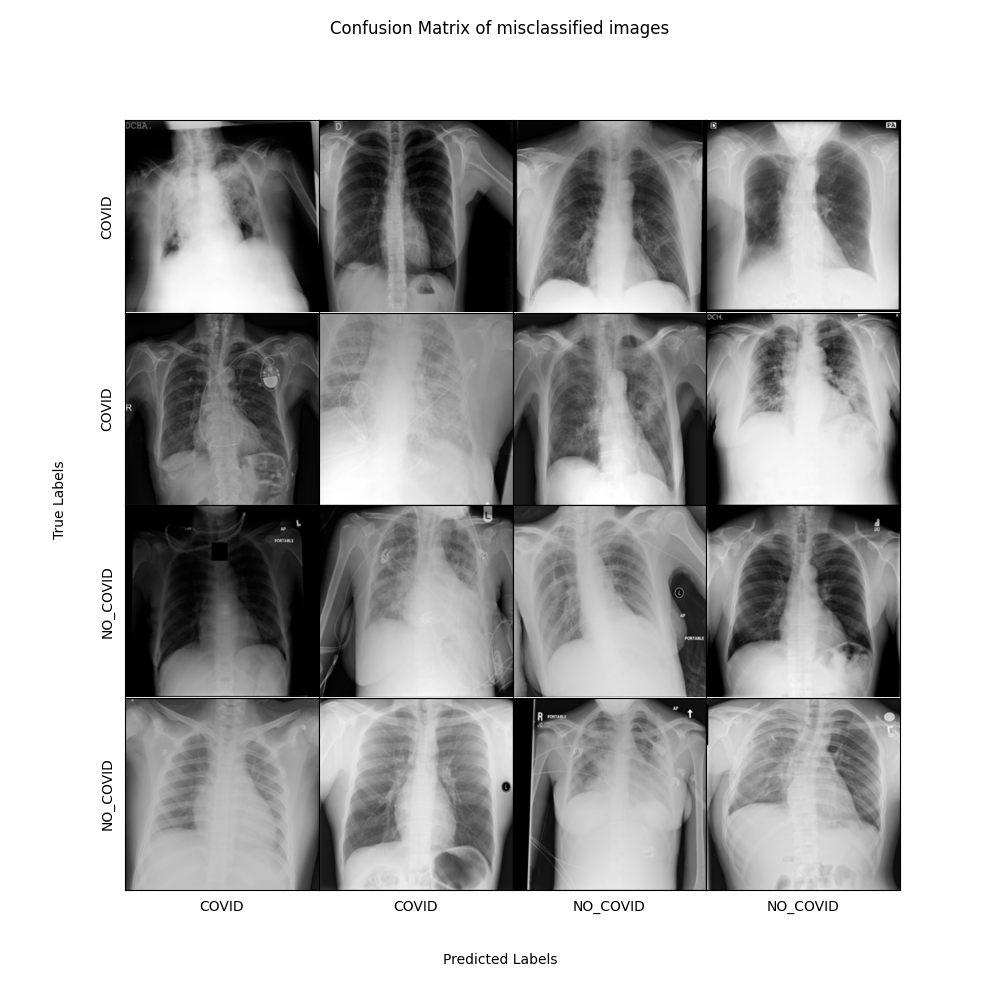 Confusion Matrix of misclassified images
True Labels
COVID
COVID
NO_COVID
NO_COVID
DCHA.
D
PA
R
DCH.
AP
L
PORTABLE
L
L
AP
PORTABLE
R
PORTABLE
AP
COVID
COVID
NO_COVID
NO_COVID
Predicted Labels